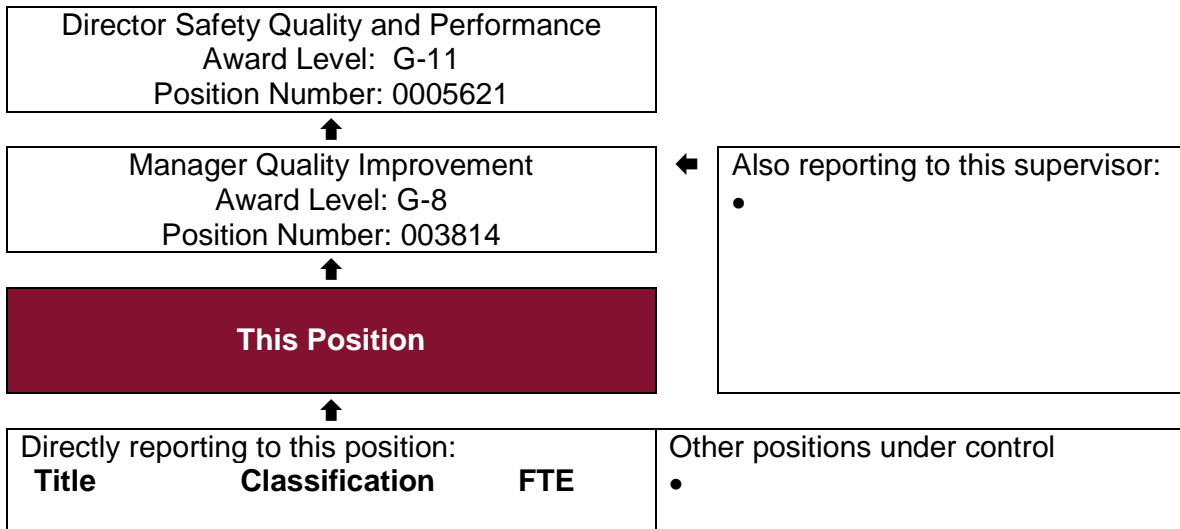 Director Safety Quality and Performance
Award Level:  G-11
Position Number: 0005621
Manager Quality Improvement
Award Level: G-8
Position Number: 003814
Also reporting to this supervisor:
•
This Position
Directly reporting to this position:
Title Classification FTE
Other positions under control
•